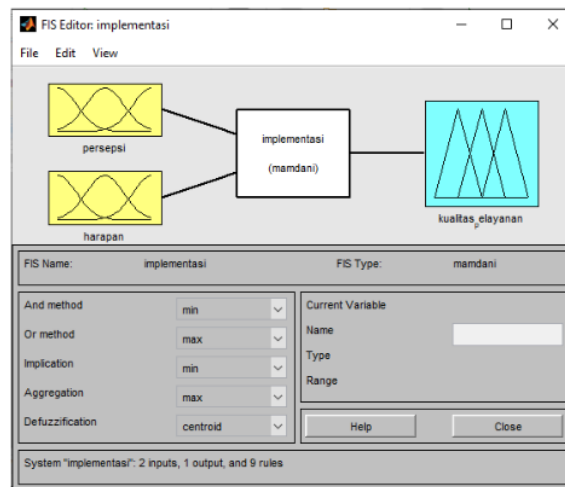 FIS Editor: implementasi
File Edit View
persepsi
harapan
implementasi
(mamdani)
kualitas_pelayanan
FIS Name: implementasi FIS Type: mamdani
And method min
Or method max
Implication min
Aggregation max
Defuzzification centroid
Current Variable
Name
Type
Range
Help Close
System "implementasi": 2 inputs, 1 output, and 9 rules